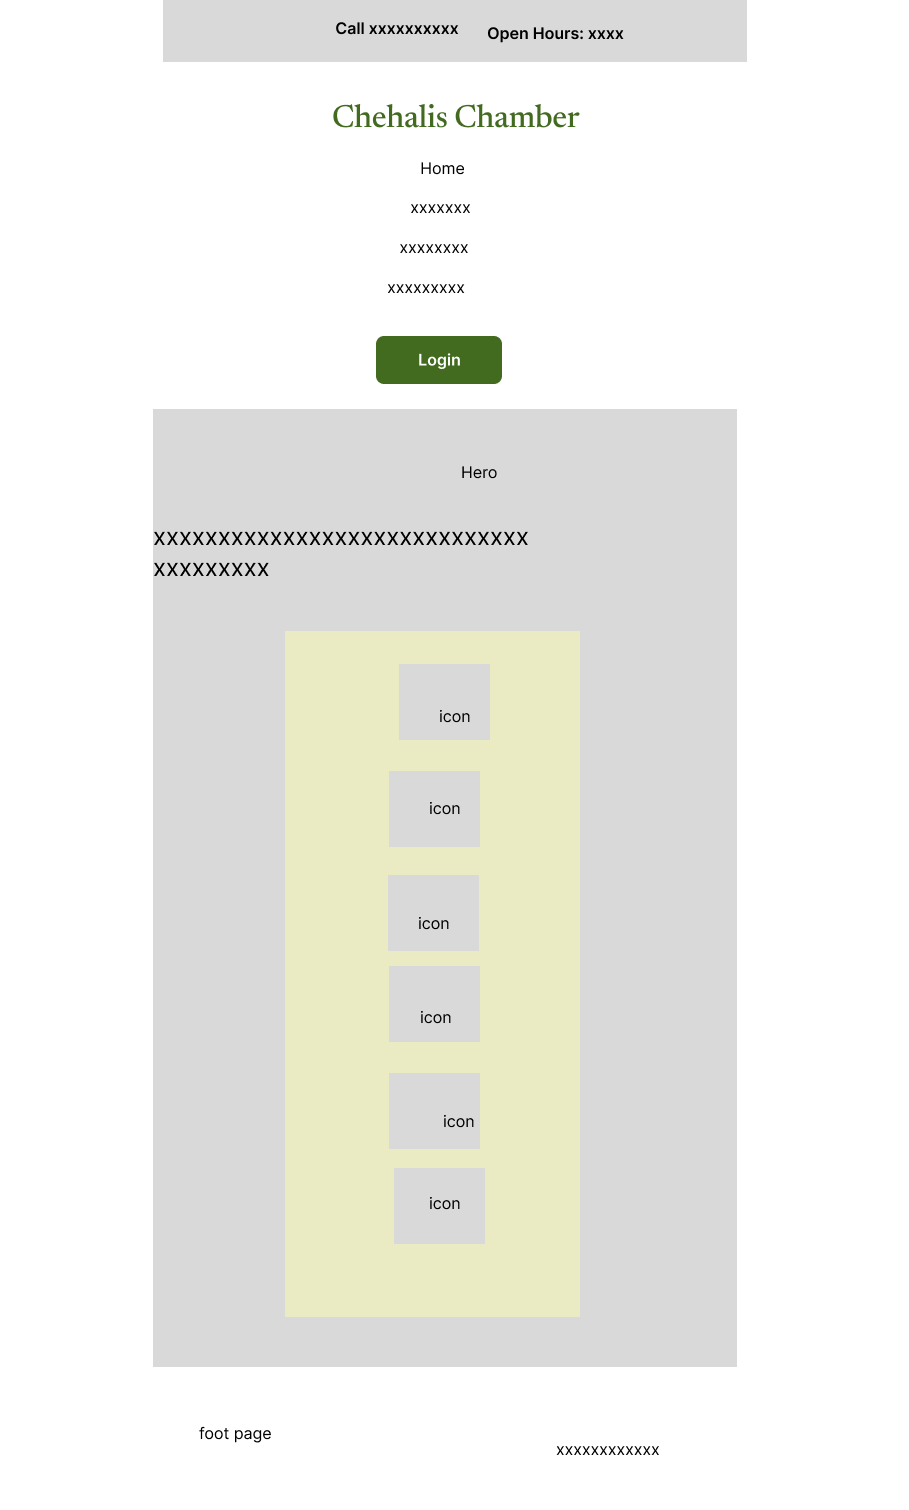 Call xxxxxxxxxx
Open Hours: xxxx
Chehalis Chamber
Home
xxxxxxx
xxxxxxxx
xxxxxxxxx
Login
Hero
xxxxxxxxxxxxxxxxxxxxxxxxxxxxx
xxxxxxxxx
icon
icon
icon
icon
icon
icon
foot page
xxxxxxxxxxxx